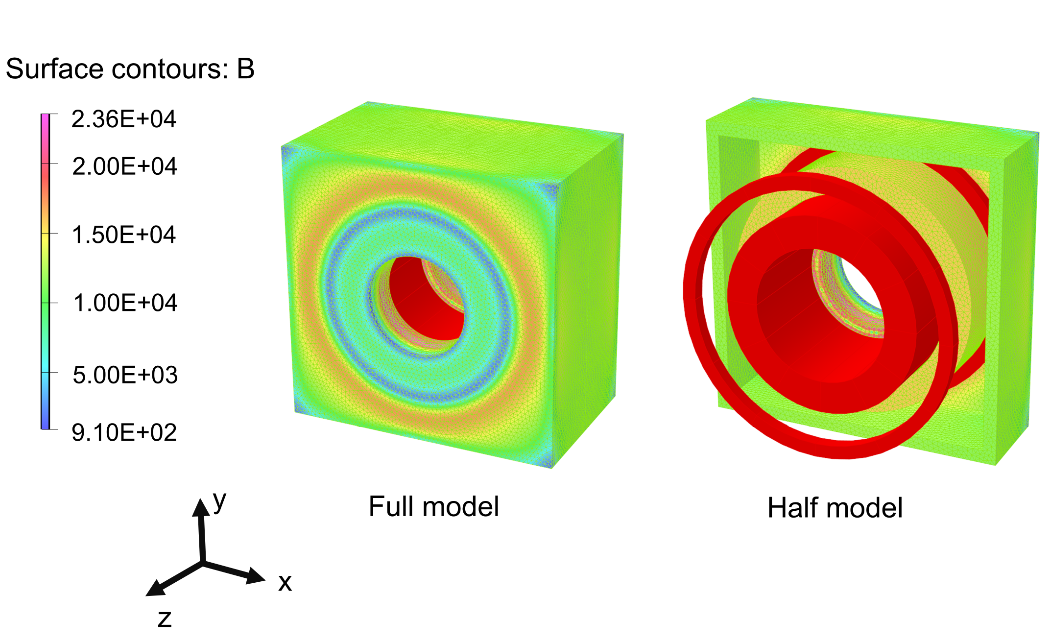 Surface contours: B
2.36E+04
2.00E+04
1.50E+04
1.00E+04
5.00E+03
9.10E+02
Full model
Half model
y
x
z